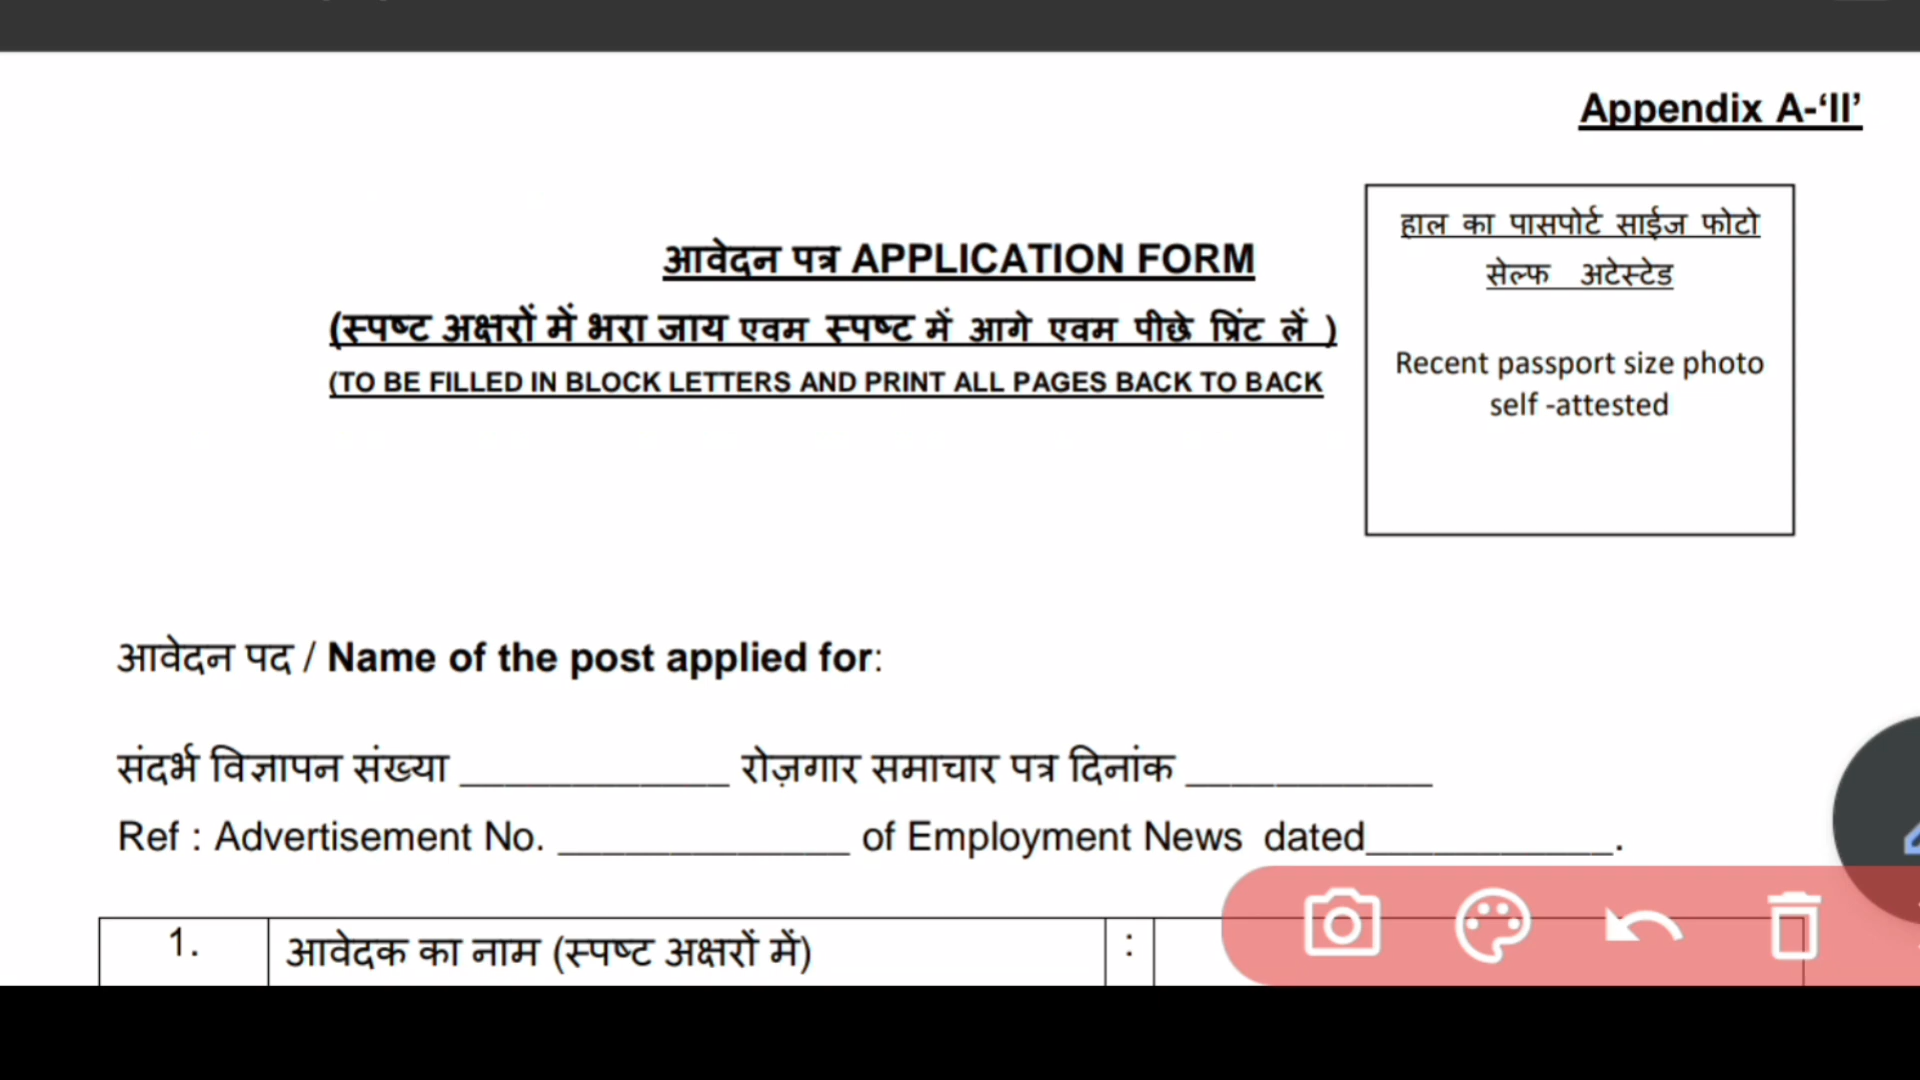 Appendix A-‘II’
हाल का पासपोर्ट साईज फोटो
सेल्फ अटेस्टेड
Recent passport size photo
self -attested
आवेदन पत्र APPLICATION FORM
(स्पष्ट अक्षरों में भरा जाय एवम स्पष्ट में आगे एवम पीछे प्रिंट लें )
(TO BE FILLED IN BLOCK LETTERS AND PRINT ALL PAGES BACK TO BACK
आवेदन पद / Name of the post applied for:
संदर्भ विज्ञापन संख्या ____________ रोज़गार समाचार पत्र दिनांक ___________
Ref : Advertisement No. _____________ of Employment News dated___________.
1. आवेदक का नाम (स्पष्ट अक्षरों में) :